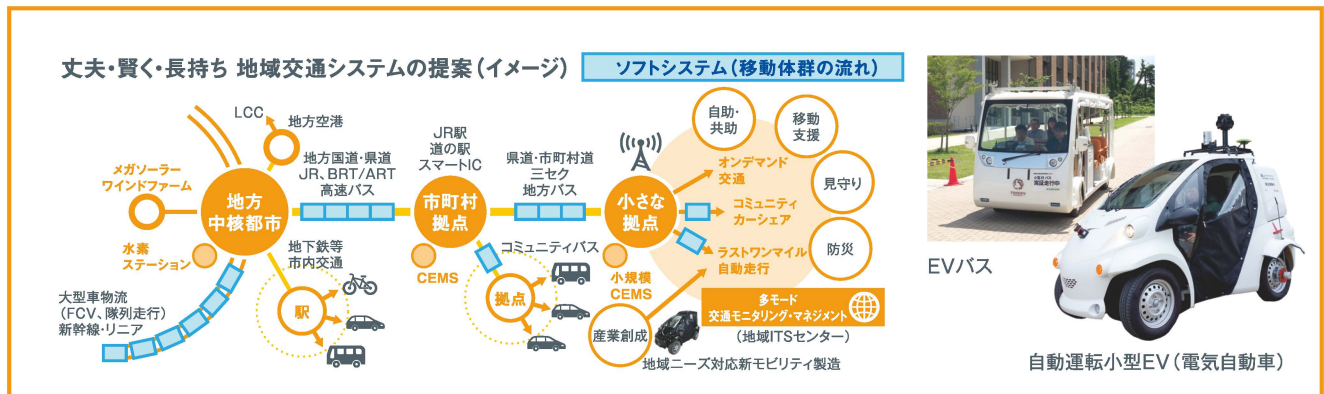 丈夫・賢く・長持ち 地域交通システムの提案（イメージ）
ソフトシステム（移動体群の流れ）
LCC
地方空港
メガソーラー
ワインドファーム
地方
中核都市
水素
ステーション
地方国道・県道
JR、BRT/ART
高速バス
地下鉄等
市内交通
駅
大型車物流
（FCV、隊列走行）
新幹線・リニア
JR駅
道の駅
スマートIC
市町村
拠点
CEMS
県道・市町村道
三セク
地方バス
コミュニティバス
拠点
小さな
拠点
小規模
CEMS
自助・
共助
移動
支援
見守り
防災
オンデマンド
交通
コミュニティ
カーシェア
ラストワンマイル
自動走行
産業創成
多モード
交通モニタリング・マネジメント
（地域ITSセンター）
地域ニーズ対応新モビリティ製造
EVバス
自動運転小型EV（電気自動車）